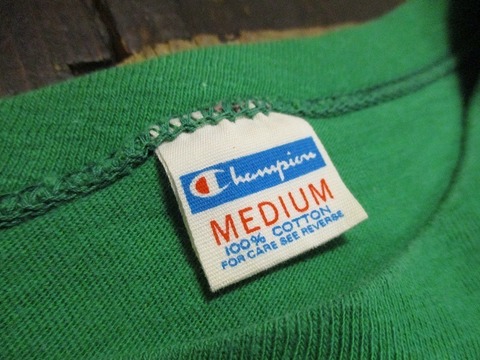 Champion
MEDIUM
100% COTTON
FOR CARE SEE REVERSE